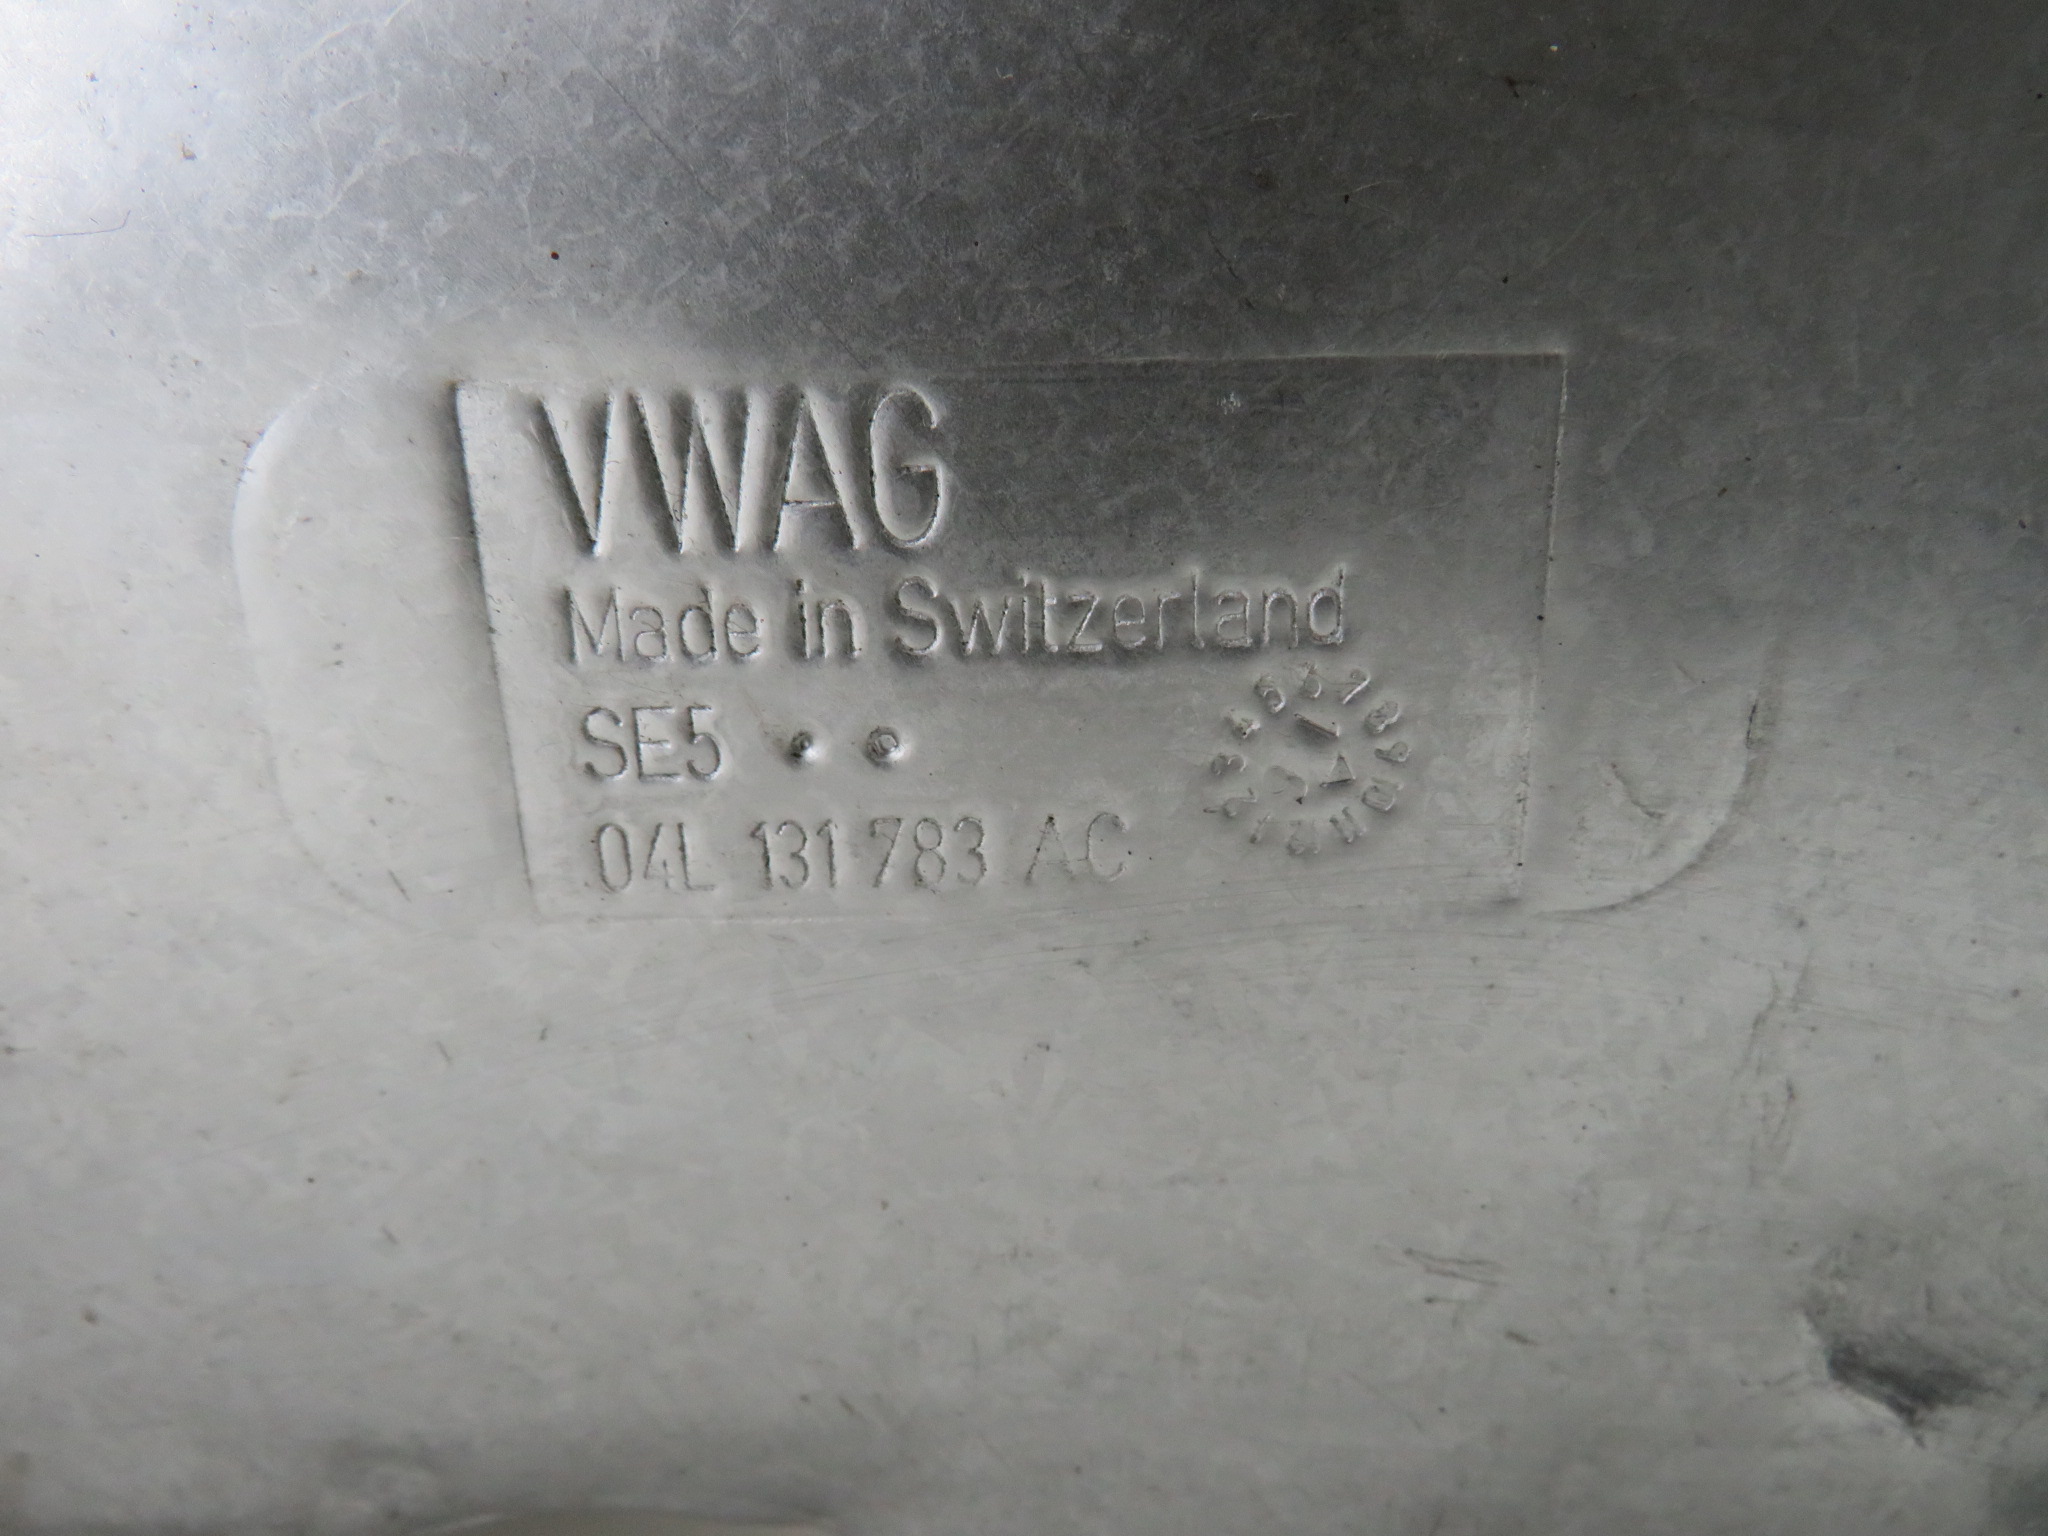 VWAG
Made in Switzerland
SE5
04L 131 783 AC